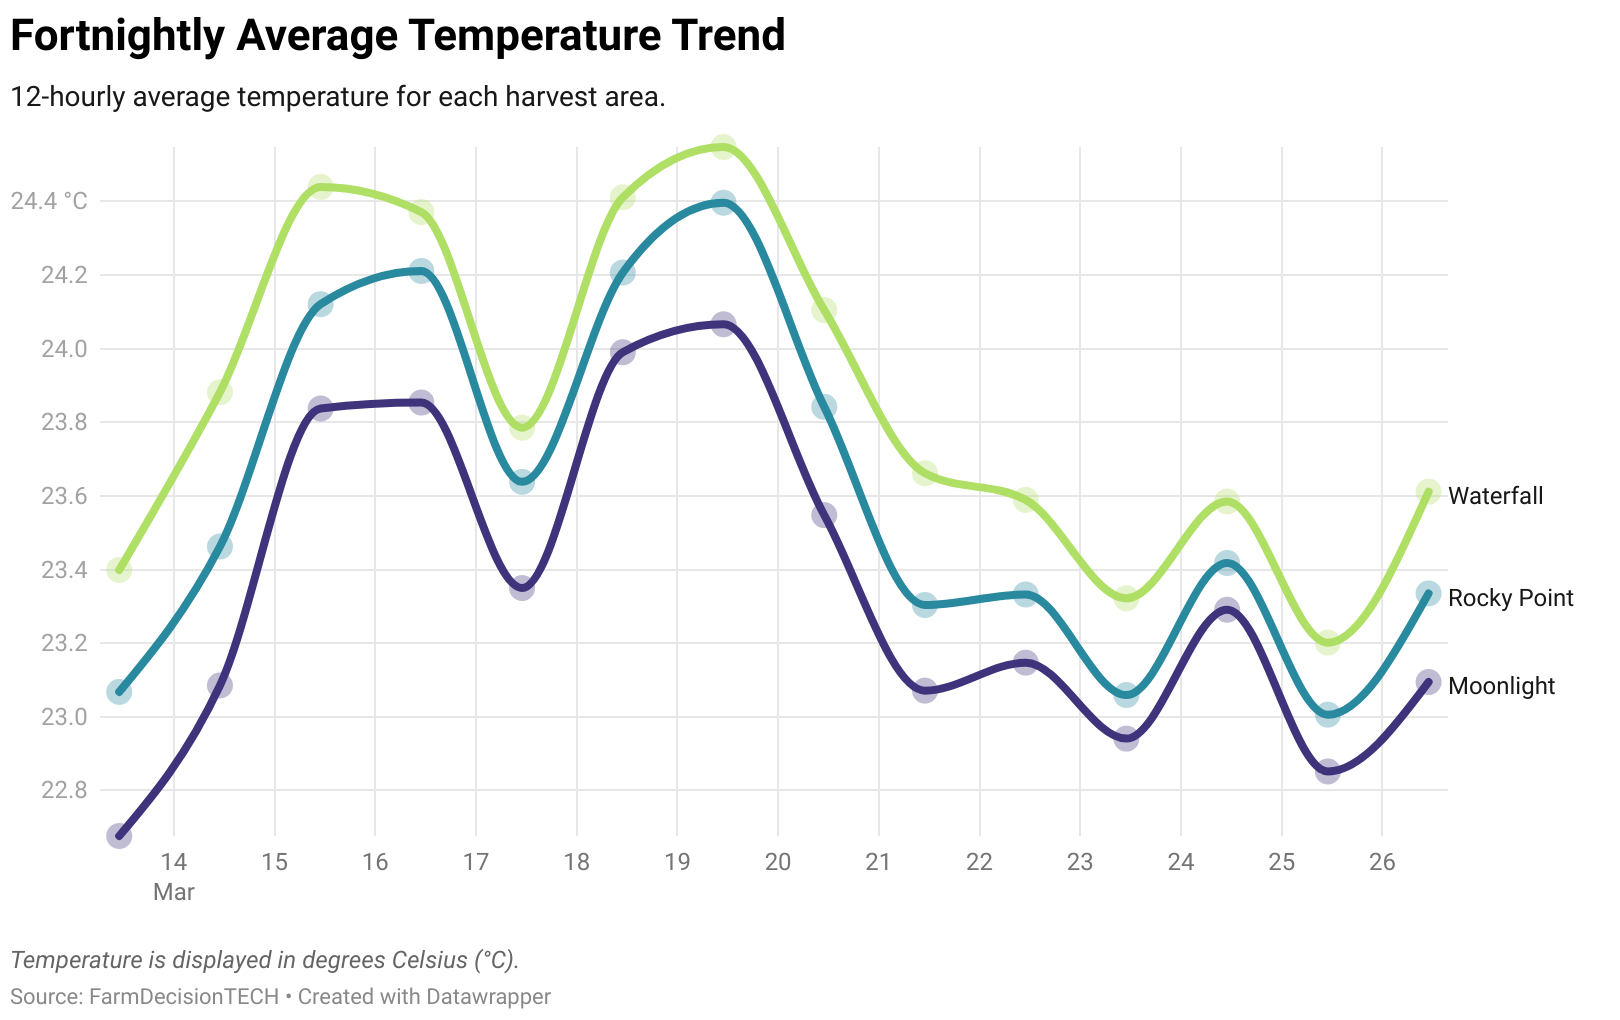 Fortnightly Average Temperature Trend
12-hourly average temperature for each harvest area.
24.4 °C
24.2
24.0
23.8
23.6
23.4
23.2
23.0
22.8
Waterfall
Rocky Point
Moonlight
14 15 16 17 18 19 20 21 22 23 24 25 26
Mar
Temperature is displayed in degrees Celsius (°C).
Source: FarmDecisionTECH • Created with Datawrapper